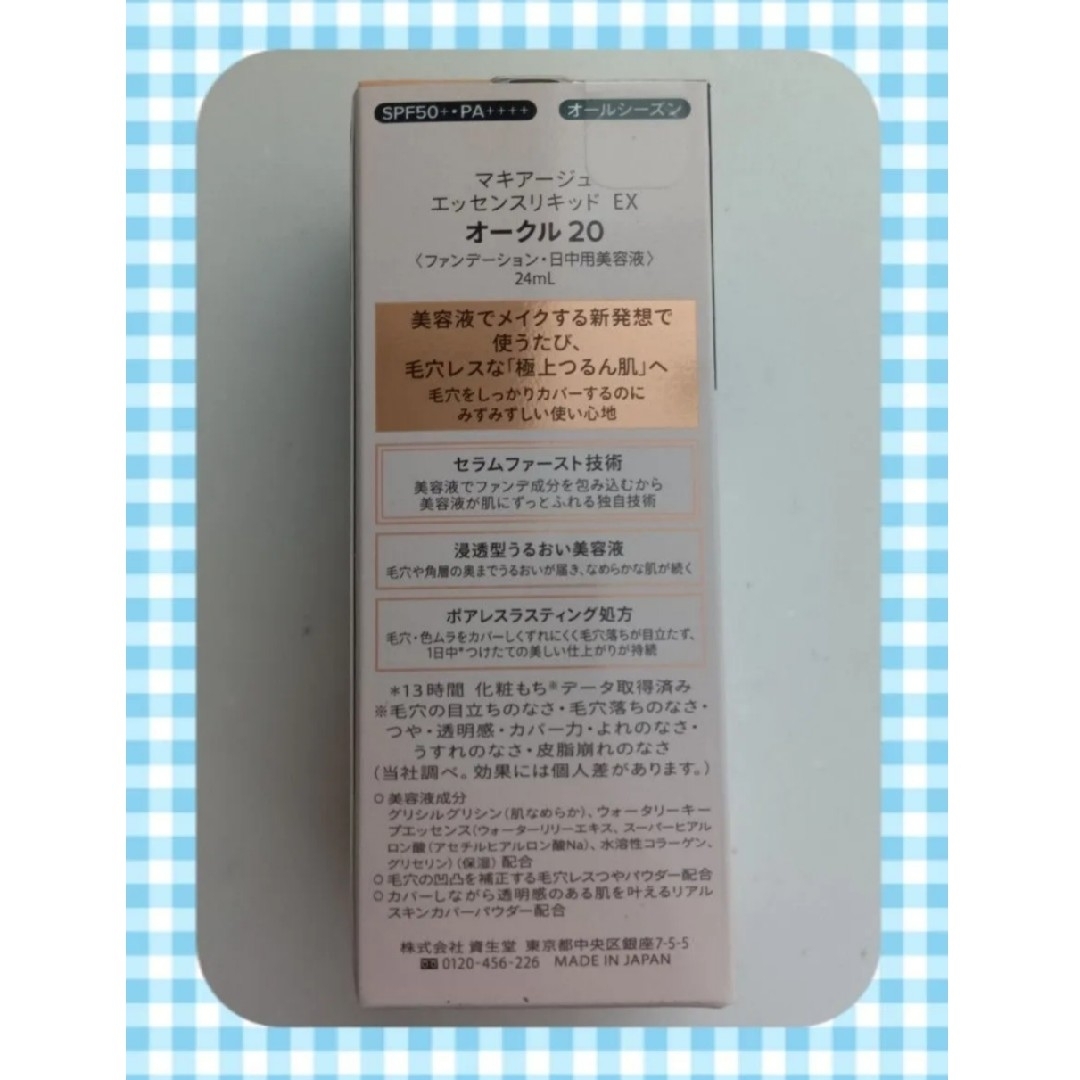 SPF50+・PA++++ オールシーズン
マキアージュ
エッセンスリキッド EX
オークル 20
〈ファンデーション・日中用美容液〉
24mL
美容液でメイクする新発想で
使うたび、
毛穴レスな「極上つるん肌」へ
毛穴をしっかりカバーするのに
みずみずしい使い心地
セラムファースト技術
美容液でファンデ成分を包み込むから
美容液が肌にずっとふれる独自技術
浸透型うるおい美容液
毛穴や角層の奥までうるおいが届き、なめらかな肌が続く
ポアレスラスティング処方
毛穴・色ムラをカバーしくずれにくく毛穴落ちが目立たず、
1日中*つけたての美しい仕上がりが持続
*13時間 化粧もち※データ取得済み
※毛穴の目立ちのなさ・毛穴落ちのなさ・
つや・透明感・カバー力・よれのなさ・
うすれのなさ・皮脂崩れのなさ
(当社調べ。効果には個人差があります。)
○ 美容液成分
グリシルグリシン(肌なめらか)、ウォータリーキー
プエッセンス(ウォーターリリーエキス、スーパーヒアル
ロン酸(アセチルヒアルロン酸Na)、水溶性コラーゲン、
グリセリン)(保湿) 配合
○ 毛穴の凹凸を補正する毛穴レスつやパウダー配合
○ カバーしながら透明感のある肌を叶えるリアル
スキンカバーパウダー配合
株式会社 資生堂 東京都中央区銀座7-5-5
0120-456-226 MADE IN JAPAN